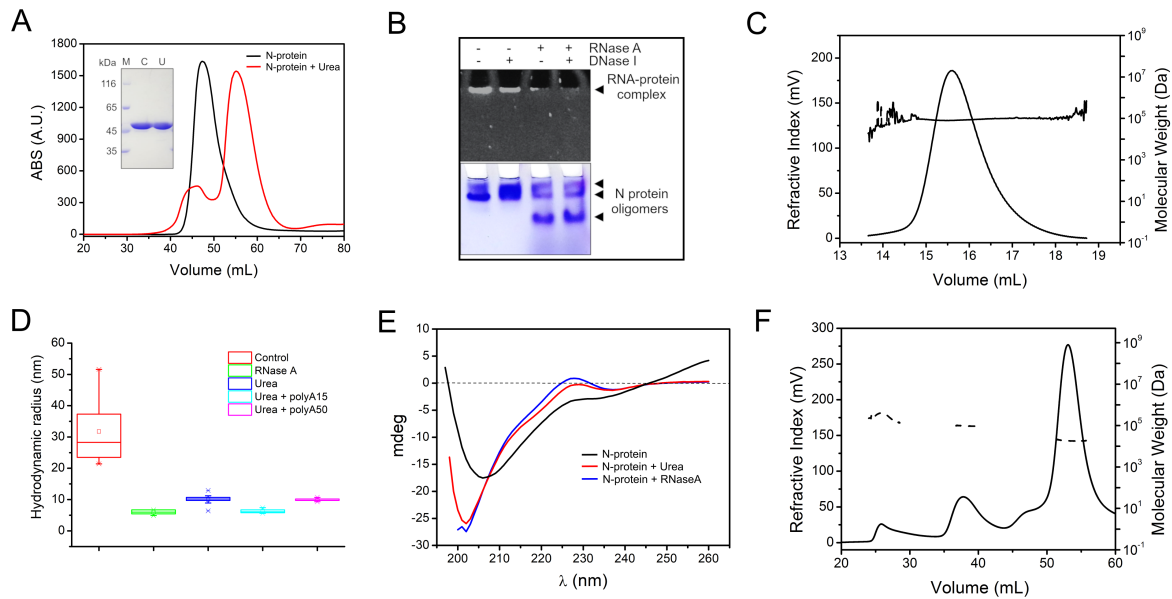 A
ABS (A.U.)
1800
1500
1200
900
600
300
0
20 30 40 50 60 70 80
Volume (mL)
N-protein
N-protein + Urea
kDa M C U
116
65
45
35
B
- - + + RNase A
- + - + DNase I
RNA-protein
complex
N protein
oligomers
C
Refractive Index (mV)
200
150
100
50
0
13 14 15 16 17 18 19
Volume (mL)
Molecular Weight (Da)
10^9
10^7
10^5
10^3
10^1
10^-1
D
Hydrodynamic radius (nm)
60
50
40
30
20
10
0
Control
RNase A
Urea
Urea + polyA15
Urea + polyA50
E
mdeg
10
5
0
-5
-10
-15
-20
-25
-30
200 210 220 230 240 250 260
λ (nm)
N-protein
N-protein + Urea
N-protein + RNaseA
F
Refractive Index (mV)
300
250
200
150
100
50
0
20 30 40 50 60
Volume (mL)
Molecular Weight (Da)
10^9
10^7
10^5
10^3
10^1
10^-1